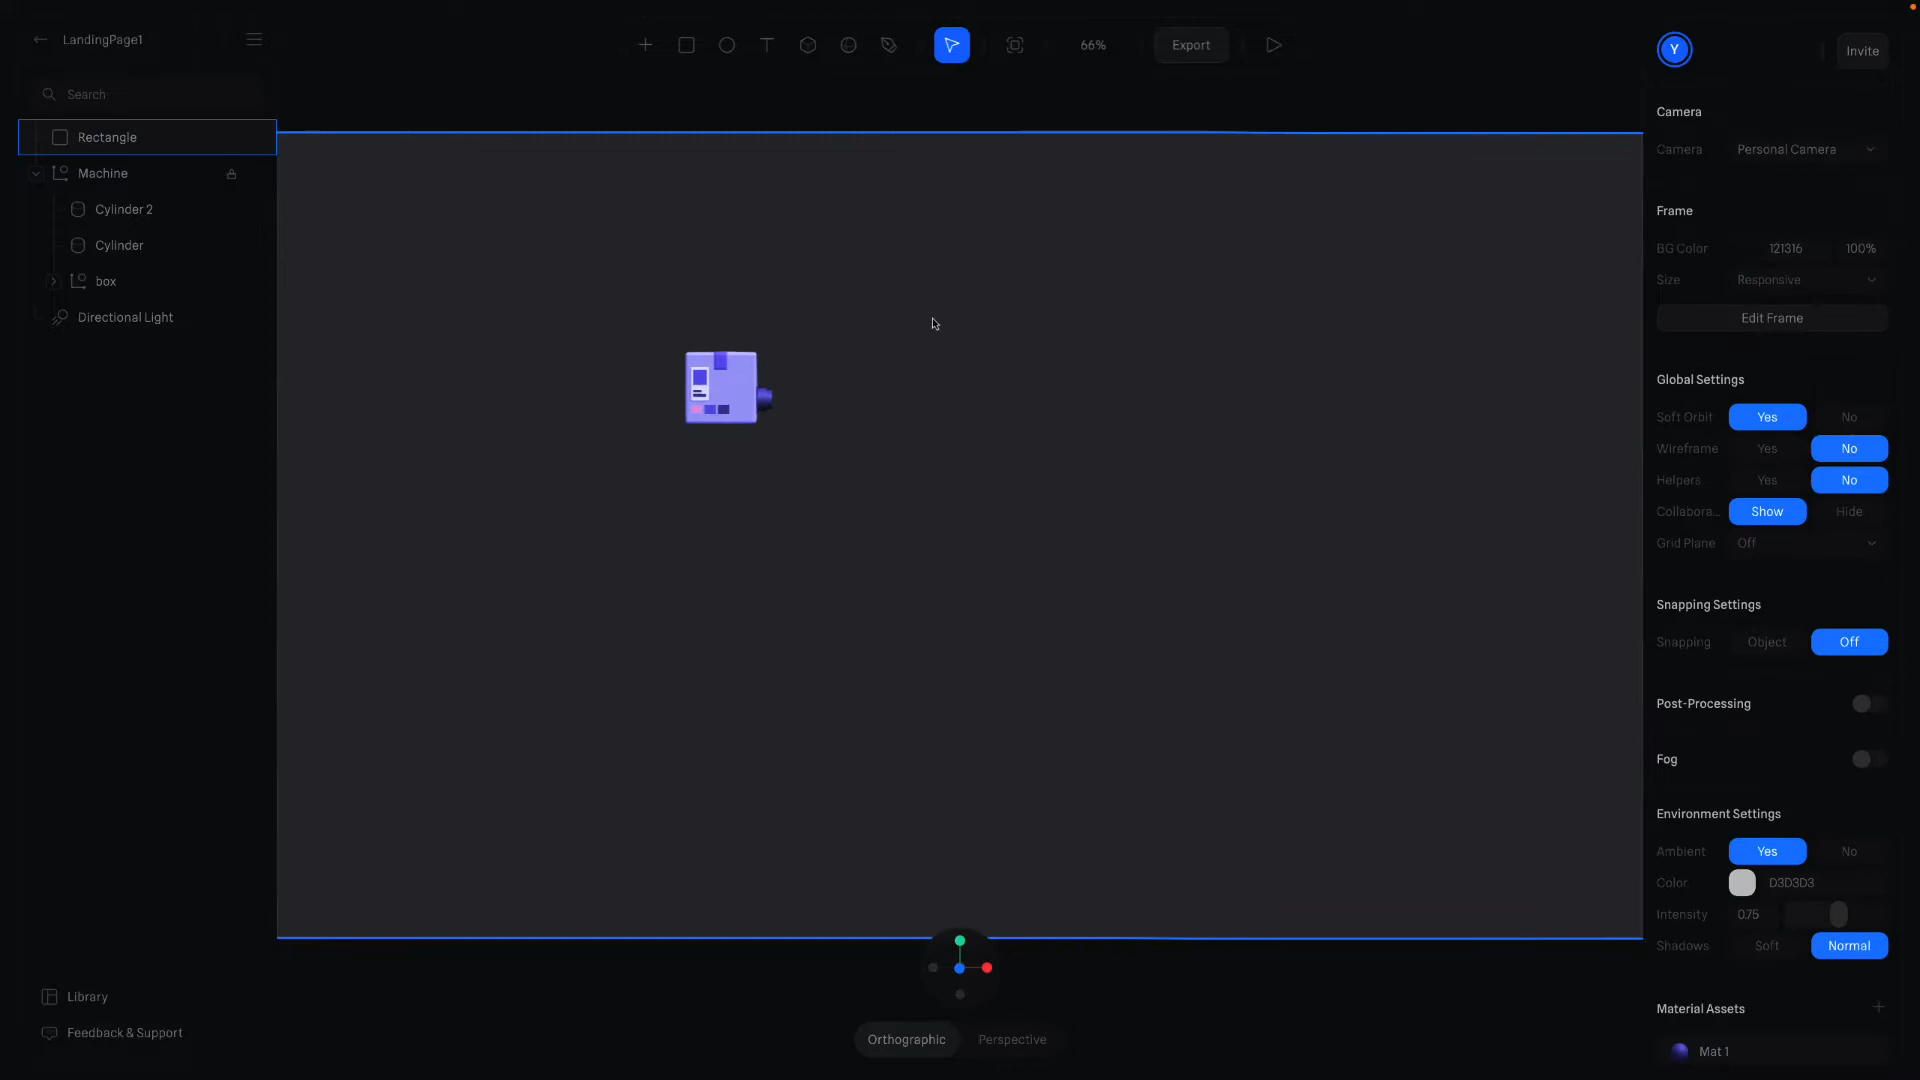 LandingPage1
66%
Export
Y
Invite
Search
Rectangle
Machine
Cylinder 2
Cylinder
box
Directional Light
Camera
Camera Personal Camera
Frame
BG Color 121316 100%
Size Responsive
Edit Frame
Global Settings
Soft Orbit Yes No
Wireframe Yes No
Helpers Yes No
Collabora... Show Hide
Grid Plane Off
Snapping Settings
Snapping Object Off
Post-Processing
Fog
Environment Settings
Ambient Yes No
Color D3D3D3
Intensity 0.75
Shadows Soft Normal
Material Assets
Mat 1
Library
Feedback & Support
Orthographic Perspective